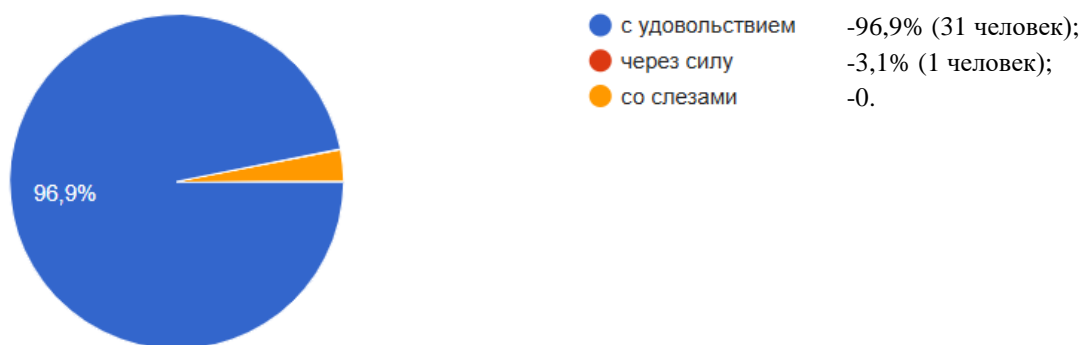 с удовольствием -96,9% (31 человек);
через силу -3,1% (1 человек);
со слезами -0.
96,9%